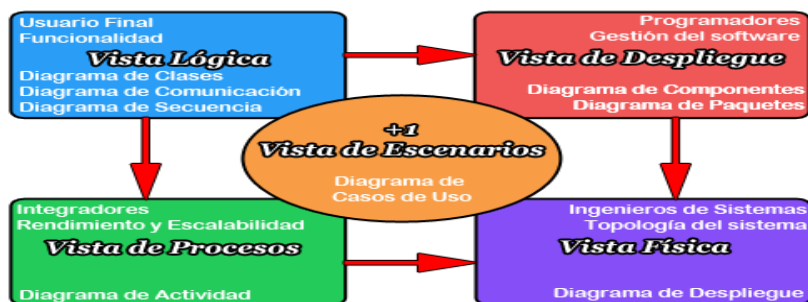 Usuario Final
Funcionalidad
Vista Lógica
Diagrama de Clases
Diagrama de Comunicación
Diagrama de Secuencia
Programadores
Gestión del software
Vista de Despliegue
Diagrama de Componentes
Diagrama de Paquetes
+1
Vista de Escenarios
Diagrama de
Casos de Uso
Integradores
Rendimiento y Escalabilidad
Vista de Procesos
Diagrama de Actividad
Ingenieros de Sistemas
Topología del sistema
Vista Física
Diagrama de Despliegue